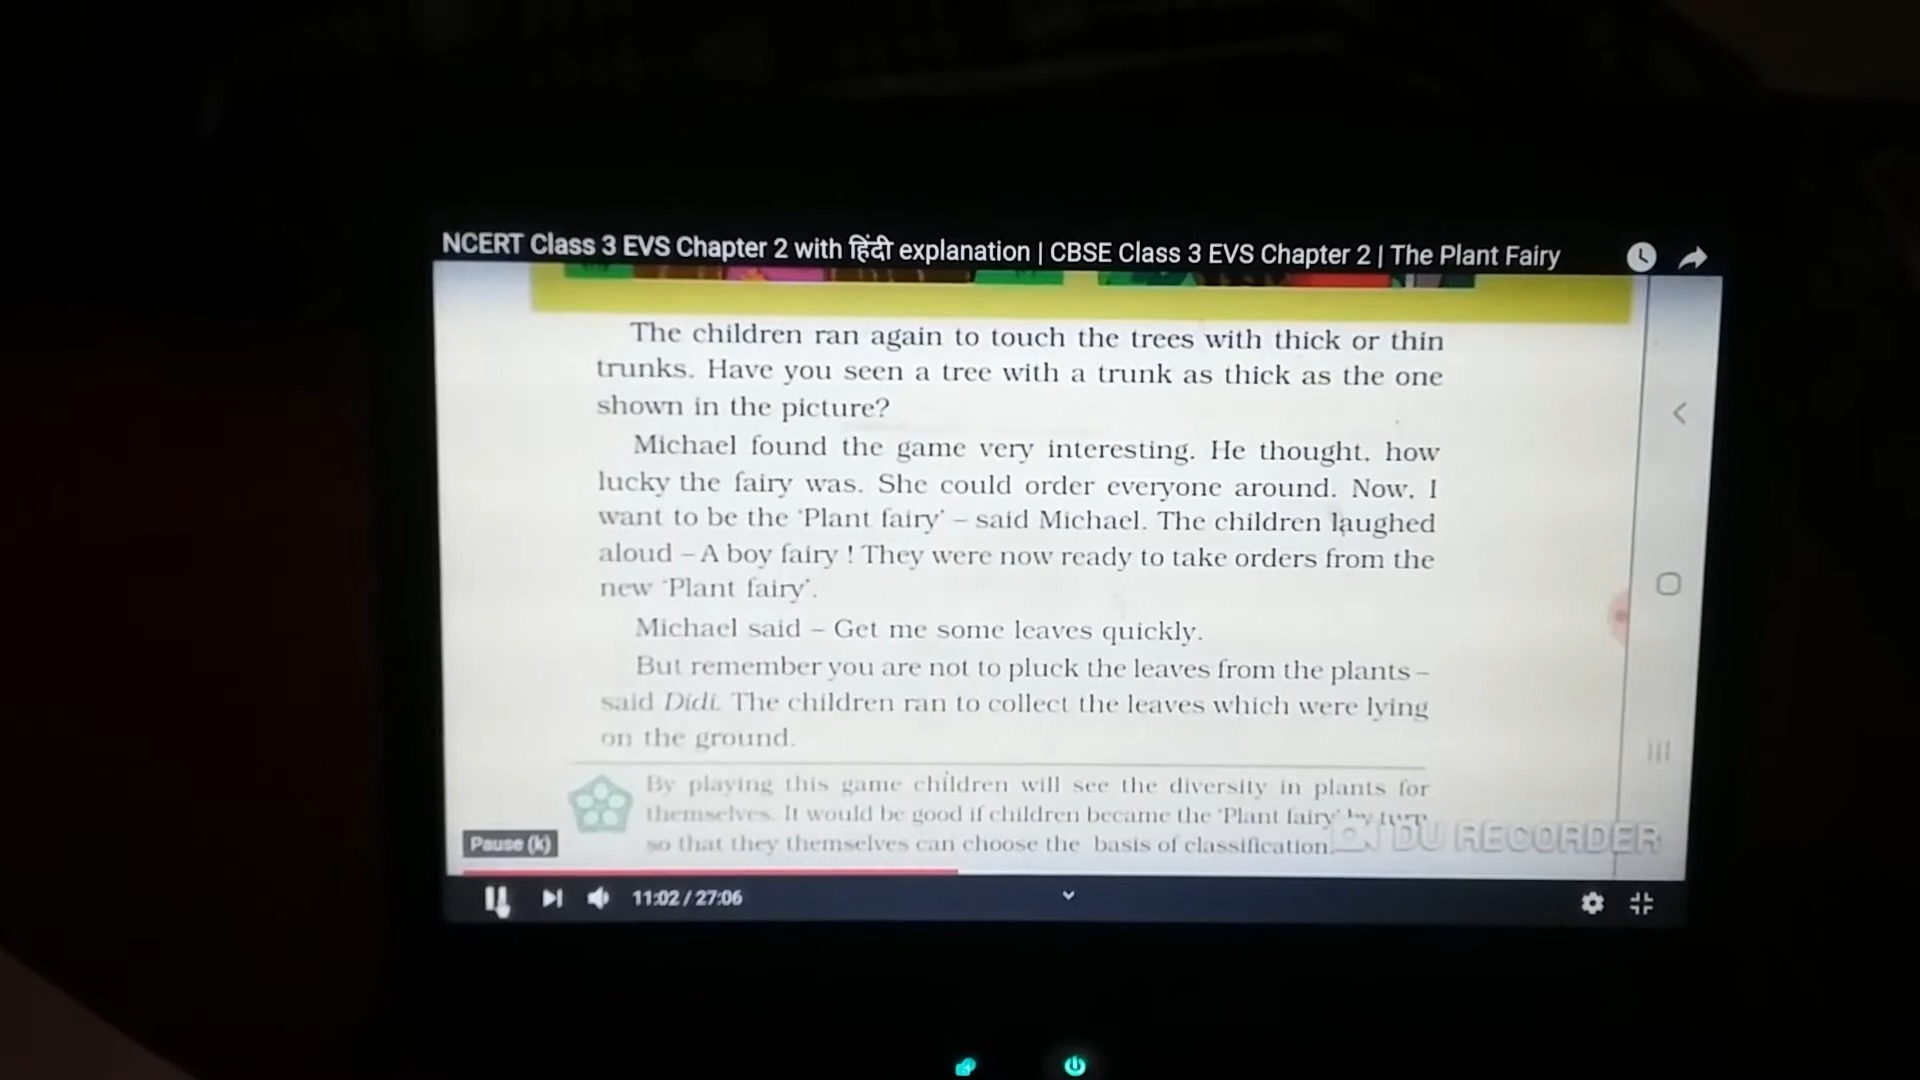 NCERT Class 3 EVS Chapter 2 with हिंदी explanation | CBSE Class 3 EVS Chapter 2 | The Plant Fairy
The children ran again to touch the trees with thick or thin
trunks. Have you seen a tree with a trunk as thick as the one
shown in the picture?
Michael found the game very interesting. He thought, how
lucky the fairy was. She could order everyone around. Now, I
want to be the 'Plant fairy' – said Michael. The children laughed
aloud – A boy fairy ! They were now ready to take orders from the
new 'Plant fairy'.
Michael said – Get me some leaves quickly.
But remember you are not to pluck the leaves from the plants –
said Didi. The children ran to collect the leaves which were lying
on the ground.
By playing this game children will see the diversity in plants for
themselves. It would be good if children became the 'Plant fairy' by turn
so that they themselves can choose the basis of classification.
DU RECORDER
Pause (k)
11:02 / 27:06